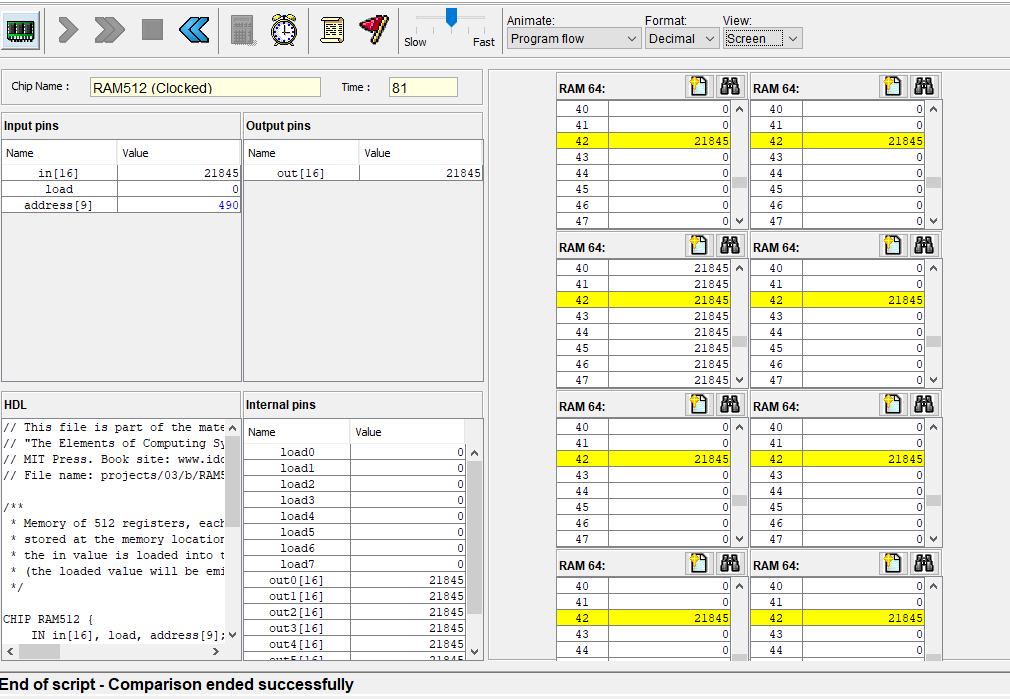 Animate:
Format:
View:
Slow
Fast
Program flow
Decimal
Screen
Chip Name :
RAM512 (Clocked)
Time :
81
Input pins
Name Value
in[16] 21845
load 0
address[9] 490
Output pins
Name Value
out[16] 21845
HDL
// This file is part of the mate
// "The Elements of Computing Sy
// MIT Press. Book site: www.idc
// File name: projects/03/b/RAM5
/**
* Memory of 512 registers, each
* stored at the memory location
* the in value is loaded into t
* (the loaded value will be emi
*/
CHIP RAM512 {
IN in[16], load, address[9];
Internal pins
Name Value
load0 0
load1 0
load2 0
load3 0
load4 0
load5 0
load6 0
load7 0
out0[16] 21845
out1[16] 21845
out2[16] 21845
out3[16] 21845
out4[16] 21845
out5[16] 21845
RAM 64:
40 0
41 0
42 21845
43 0
44 0
45 0
46 0
47 0
RAM 64:
40 0
41 0
42 21845
43 0
44 0
45 0
46 0
47 0
RAM 64:
40 21845
41 21845
42 21845
43 21845
44 21845
45 21845
46 21845
47 21845
RAM 64:
40 0
41 0
42 21845
43 0
44 0
45 0
46 0
47 0
RAM 64:
40 0
41 0
42 21845
43 0
44 0
45 0
46 0
47 0
RAM 64:
40 0
41 0
42 21845
43 0
44 0
45 0
46 0
47 0
RAM 64:
40 0
41 0
42 21845
43 0
44 0
RAM 64:
40 0
41 0
42 21845
43 0
44 0
End of script - Comparison ended successfully